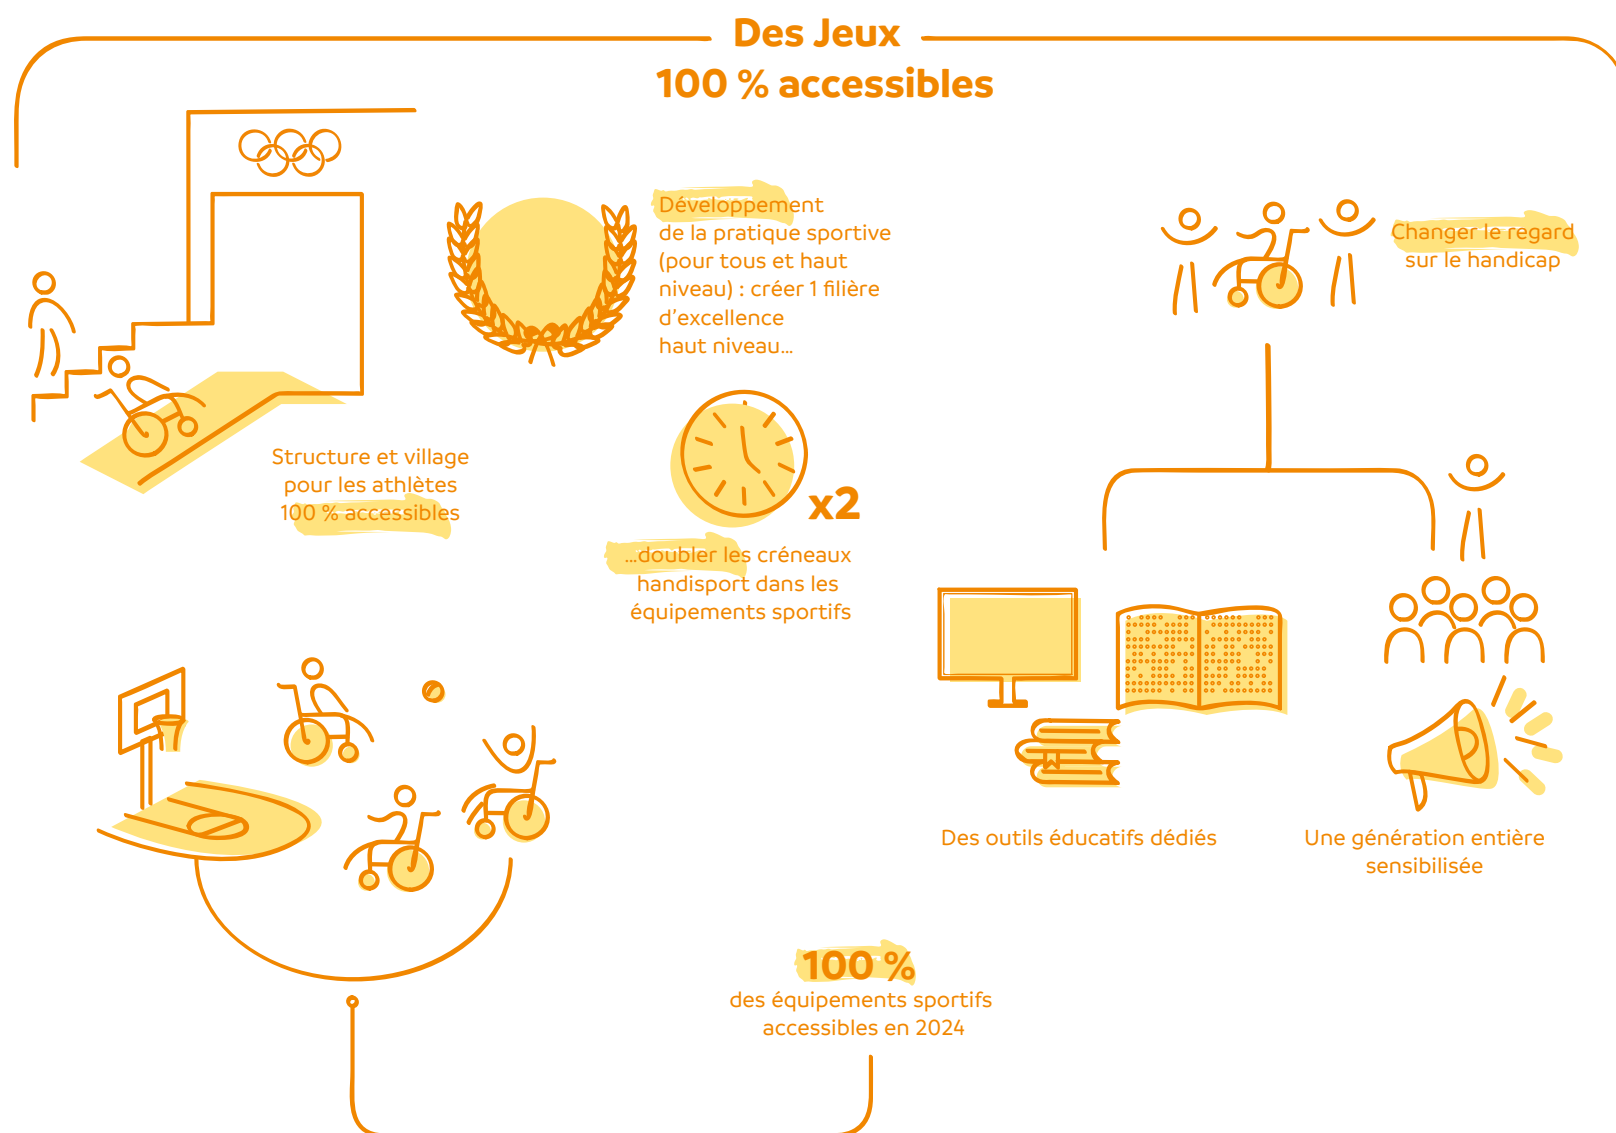 Des Jeux
100 % accessibles
Développement
de la pratique sportive
(pour tous et haut
niveau) : créer 1 filière
d'excellence
haut niveau...
Changer le regard
sur le handicap
Structure et village
pour les athlètes
100 % accessibles
x2
...doubler les créneaux
handisport dans les
équipements sportifs
Des outils éducatifs dédiés
Une génération entière
sensibilisée
100 %
des équipements sportifs
accessibles en 2024